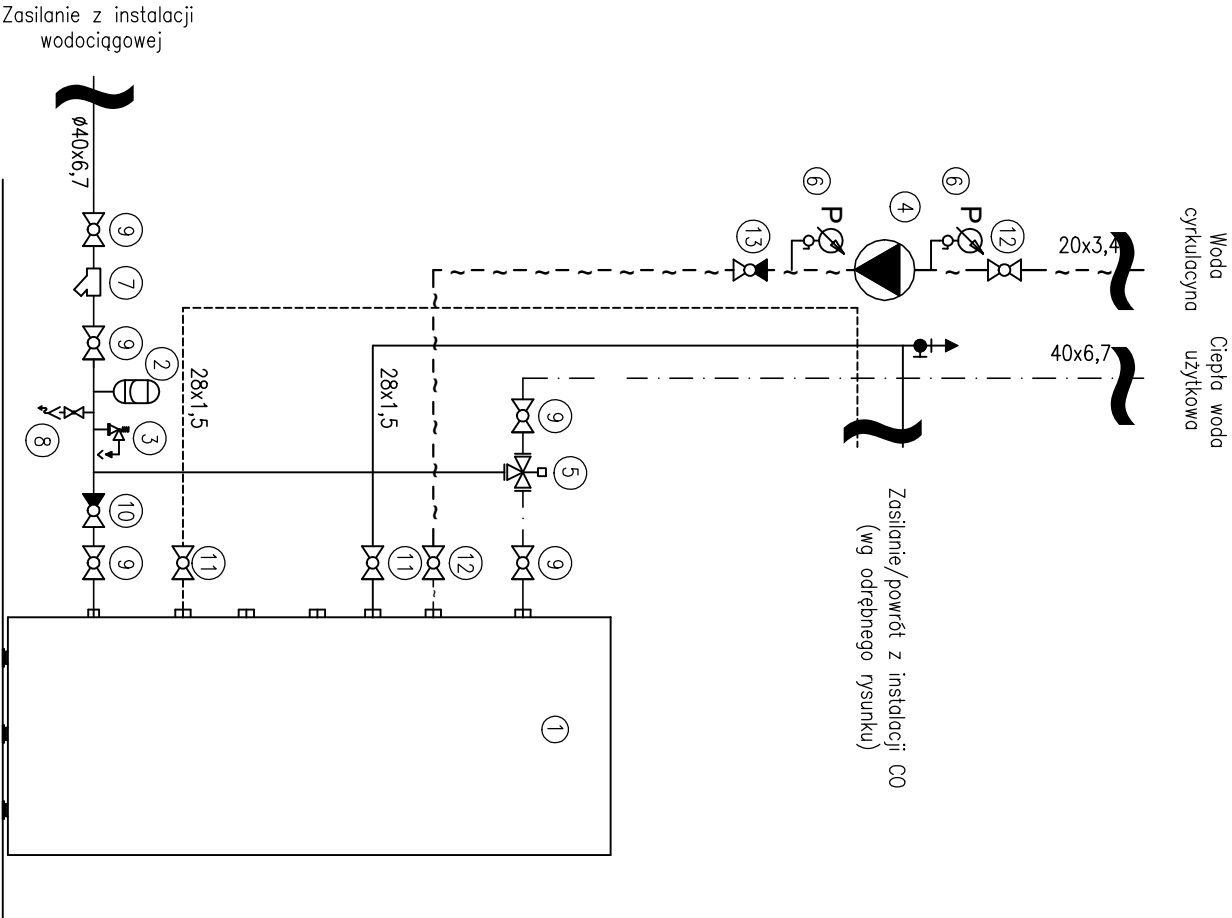 Zasilanie z instalacji
wodociągowej
ø40x6,7
9
7
9
2
8
3
10
9
28x1,5
11
28x1,5
11
12
9
5
9
13
6
P
4
6
P
12
20x3,4
40x6,7
Woda
cyrkulacyna
Ciepła woda
użytkowa
Zasilanie/powrót z instalacji CO
(wg odrębnego rysunku)
1